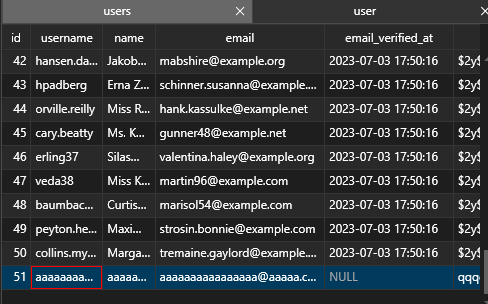 users user
id username name email email_verified_at
42 hansen.da... Jakob... mabshire@example.org 2023-07-03 17:50:16 $2y$
43 hpadberg Erna Z... schinner.susanna@example.c... 2023-07-03 17:50:16 $2y$
44 orville.reilly Miss R... hank.kassulke@example.net 2023-07-03 17:50:16 $2y$
45 cary.beatty Ms. K... gunner48@example.net 2023-07-03 17:50:16 $2y$
46 erling37 Silas... valentina.haley@example.org 2023-07-03 17:50:16 $2y$
47 veda38 Miss K... martin96@example.com 2023-07-03 17:50:16 $2y$
48 baumbac... Curtis... marisol54@example.com 2023-07-03 17:50:16 $2y$
49 peyton.he... Maxi... strosin.bonnie@example.com 2023-07-03 17:50:16 $2y$
50 collins.my... Marga... tremaine.gaylord@example... 2023-07-03 17:50:16 $2y$
51 aaaaaaaa... aaaaa... aaaaaaaaaaaaaaaa@aaaaa.c... NULL qqq